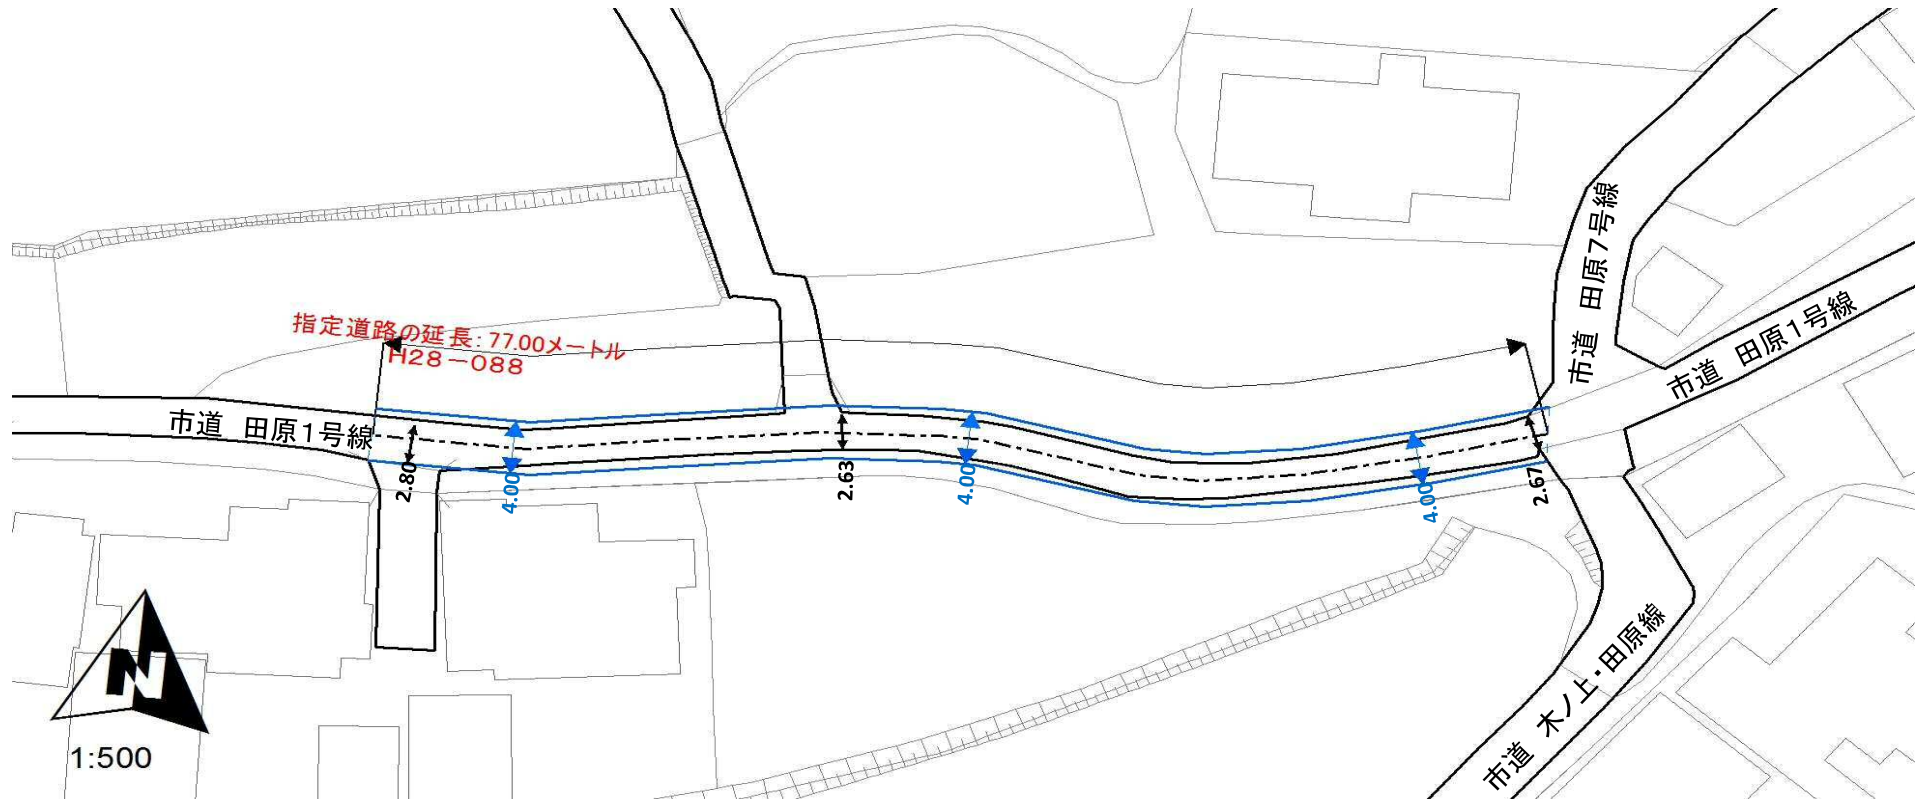 指定道路の延長:77.00メートル
H28-088
市道 田原1号線
市道 田原7号線
市道 田原1号線
市道 木ノ上・田原線
2.80
4.00
2.63
4.00
4.00
2.67
N
1:500